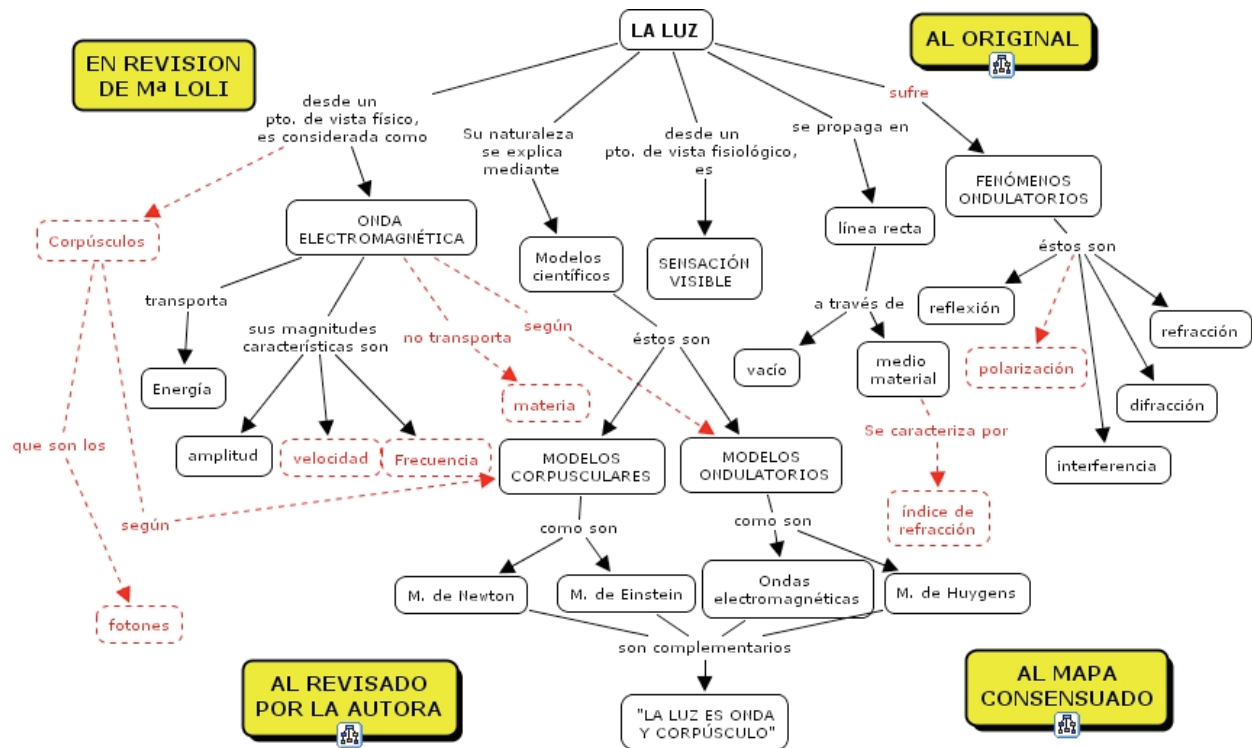 LA LUZ
EN REVISION
DE Mª LOLI
AL ORIGINAL
desde un
pto. de vista físico,
es considerada como
Su naturaleza
se explica
mediante
desde un
pto. de vista fisiológico,
es
se propaga en
sufre
Corpúsculos
ONDA
ELECTROMAGNÉTICA
Modelos
científicos
SENSACIÓN
VISIBLE
línea recta
FENÓMENOS
ONDULATORIOS
éstos son
transporta
sus magnitudes
características son
no transporta
según
éstos son
a través de
reflexión
refracción
polarización
difracción
interferencia
Energía
amplitud
velocidad
Frecuencia
materia
vacío
medio
material
Se caracteriza por
índice de
refracción
que son los
según
fotones
MODELOS
CORPUSCULARES
MODELOS
ONDULATORIOS
como son
como son
M. de Newton
M. de Einstein
Ondas
electromagnéticas
M. de Huygens
son complementarios
"LA LUZ ES ONDA
Y CORPÚSCULO"
AL REVISADO
POR LA AUTORA
AL MAPA
CONSENSUADO